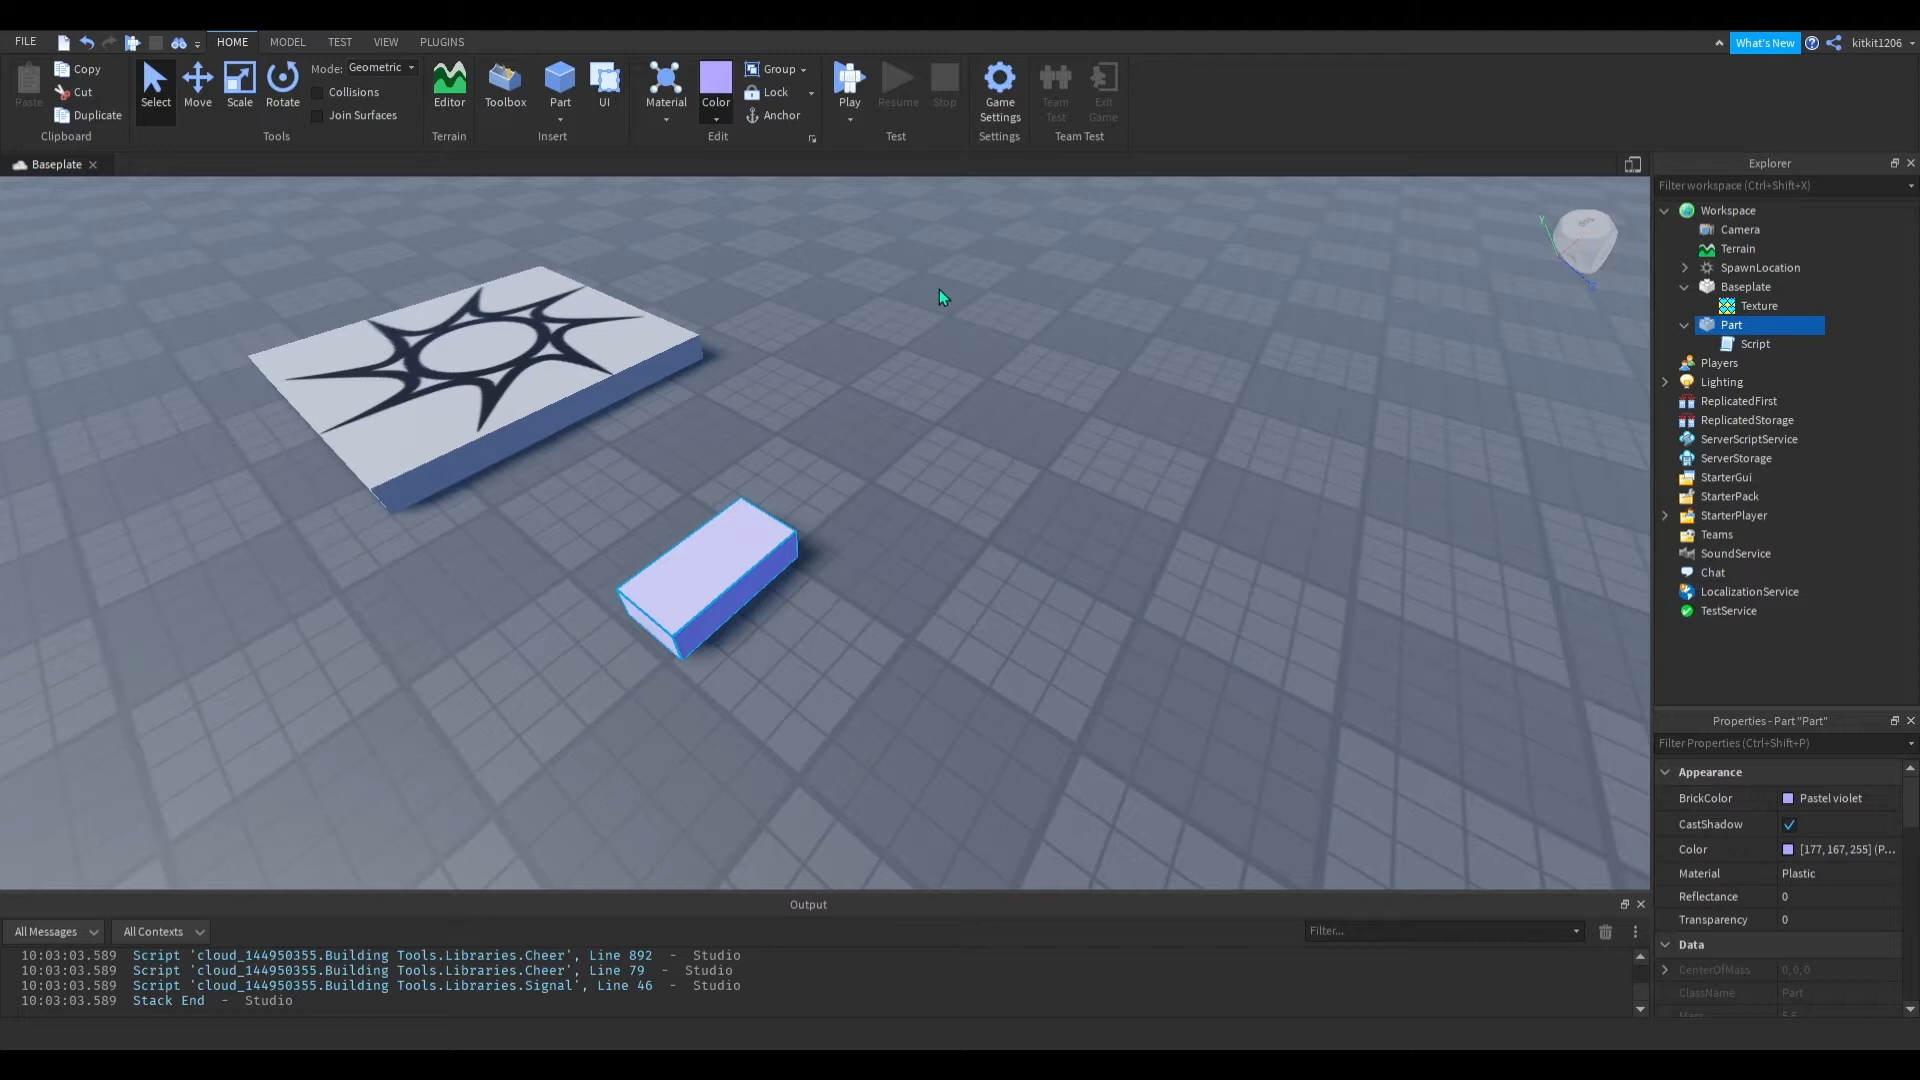 FILE HOME MODEL TEST VIEW PLUGINS What's New kitkit1206
Paste Copy Cut Duplicate
Clipboard
Select Move Scale Rotate
Mode: Geometric
Collisions
Join Surfaces
Tools
Editor
Terrain
Toolbox Part UI
Insert
Material Color Group
Lock
Anchor
Edit
Play Resume Stop
Test
Game Settings
Settings
Team Test Exit Game
Team Test
Baseplate
Explorer
Filter workspace (Ctrl+Shift+X)
Workspace
Camera
Terrain
SpawnLocation
Baseplate
Texture
Part
Script
Players
Lighting
ReplicatedFirst
ReplicatedStorage
ServerScriptService
ServerStorage
StarterGui
StarterPack
StarterPlayer
Teams
SoundService
Chat
LocalizationService
TestService
Properties - Part "Part"
Filter Properties (Ctrl+Shift+P)
Appearance
BrickColor Pastel violet
CastShadow
Color [177, 167, 255] (P...
Material Plastic
Reflectance 0
Transparency 0
Data
CenterOfMass 0, 0, 0
ClassName Part
Output
All Messages All Contexts Filter...
10:03:03.589 Script 'cloud_144950355.Building Tools.Libraries.Cheer', Line 892 - Studio
10:03:03.589 Script 'cloud_144950355.Building Tools.Libraries.Cheer', Line 79 - Studio
10:03:03.589 Script 'cloud_144950355.Building Tools.Libraries.Signal', Line 46 - Studio
10:03:03.589 Stack End - Studio